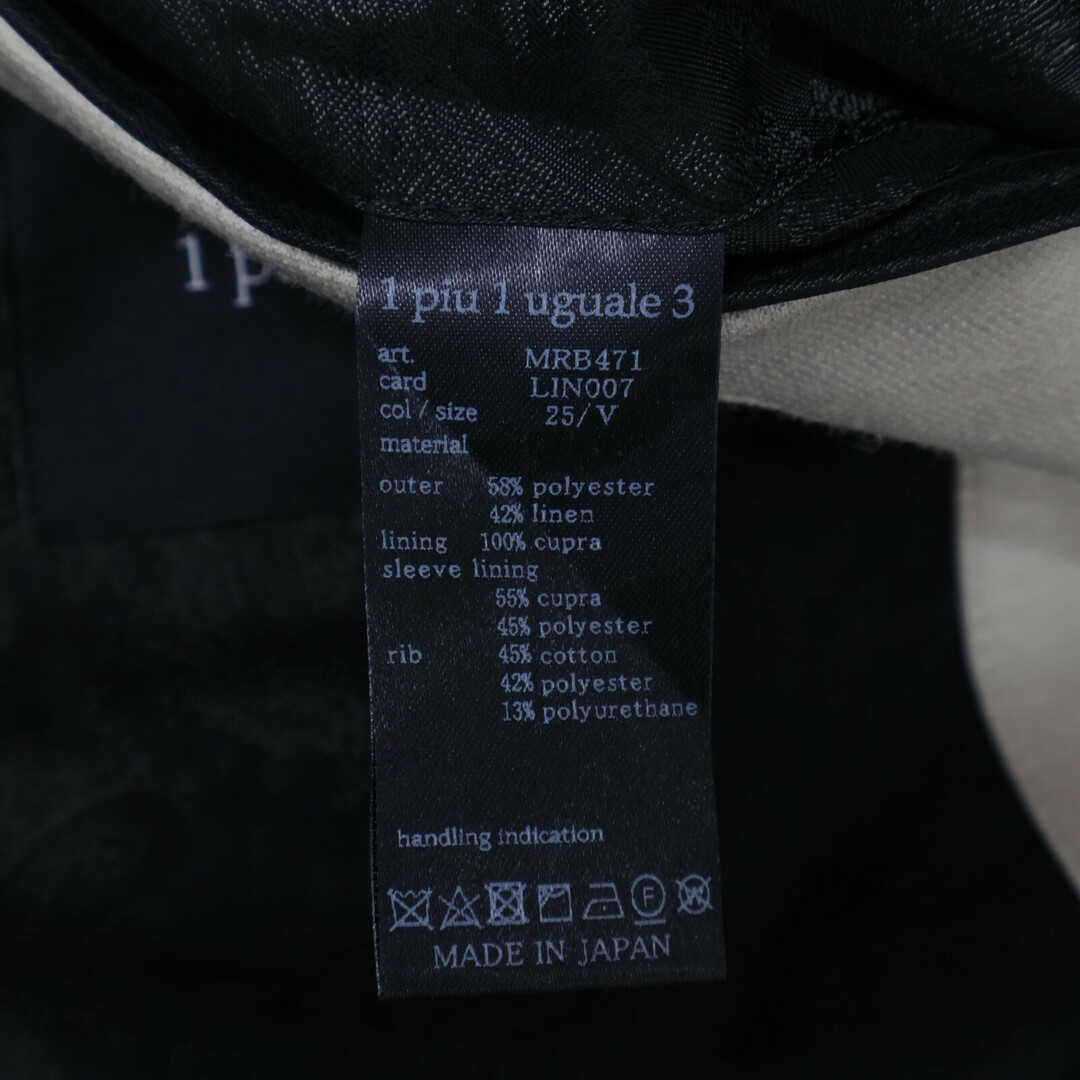 1 p
1 piu 1 uguale 3
art. MRB471
card LIN007
col / size 25/V
material
outer 58% polyester
42% linen
lining 100% cupra
sleeve lining
55% cupra
45% polyester
rib 45% cotton
42% polyester
13% polyurethane
handling indication
F W
MADE IN JAPAN